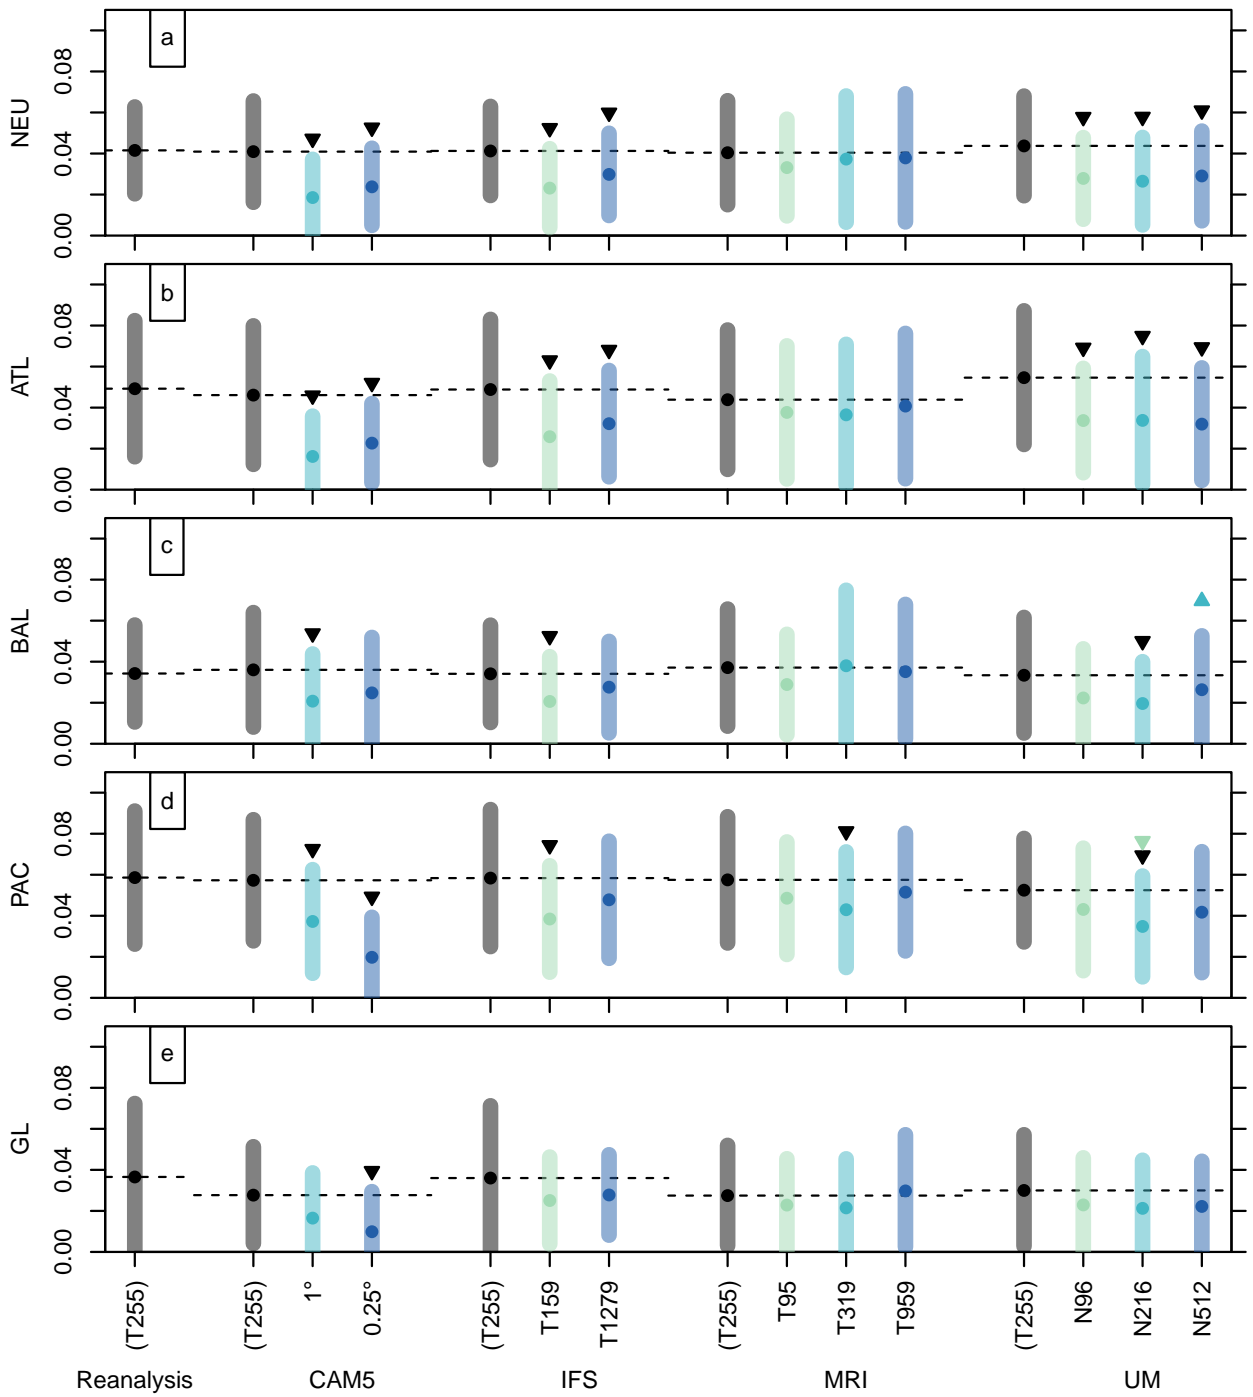 a
NEU
0.00 0.04 0.08
b
ATL
0.00 0.04 0.08
c
BAL
0.00 0.04 0.08
d
PAC
0.00 0.04 0.08
e
GL
0.00 0.04 0.08
(T255) (T255) 1° 0.25° (T255) T159 T1279 (T255) T95 T319 T959 (T255) N96 N216 N512
Reanalysis CAM5 IFS MRI UM